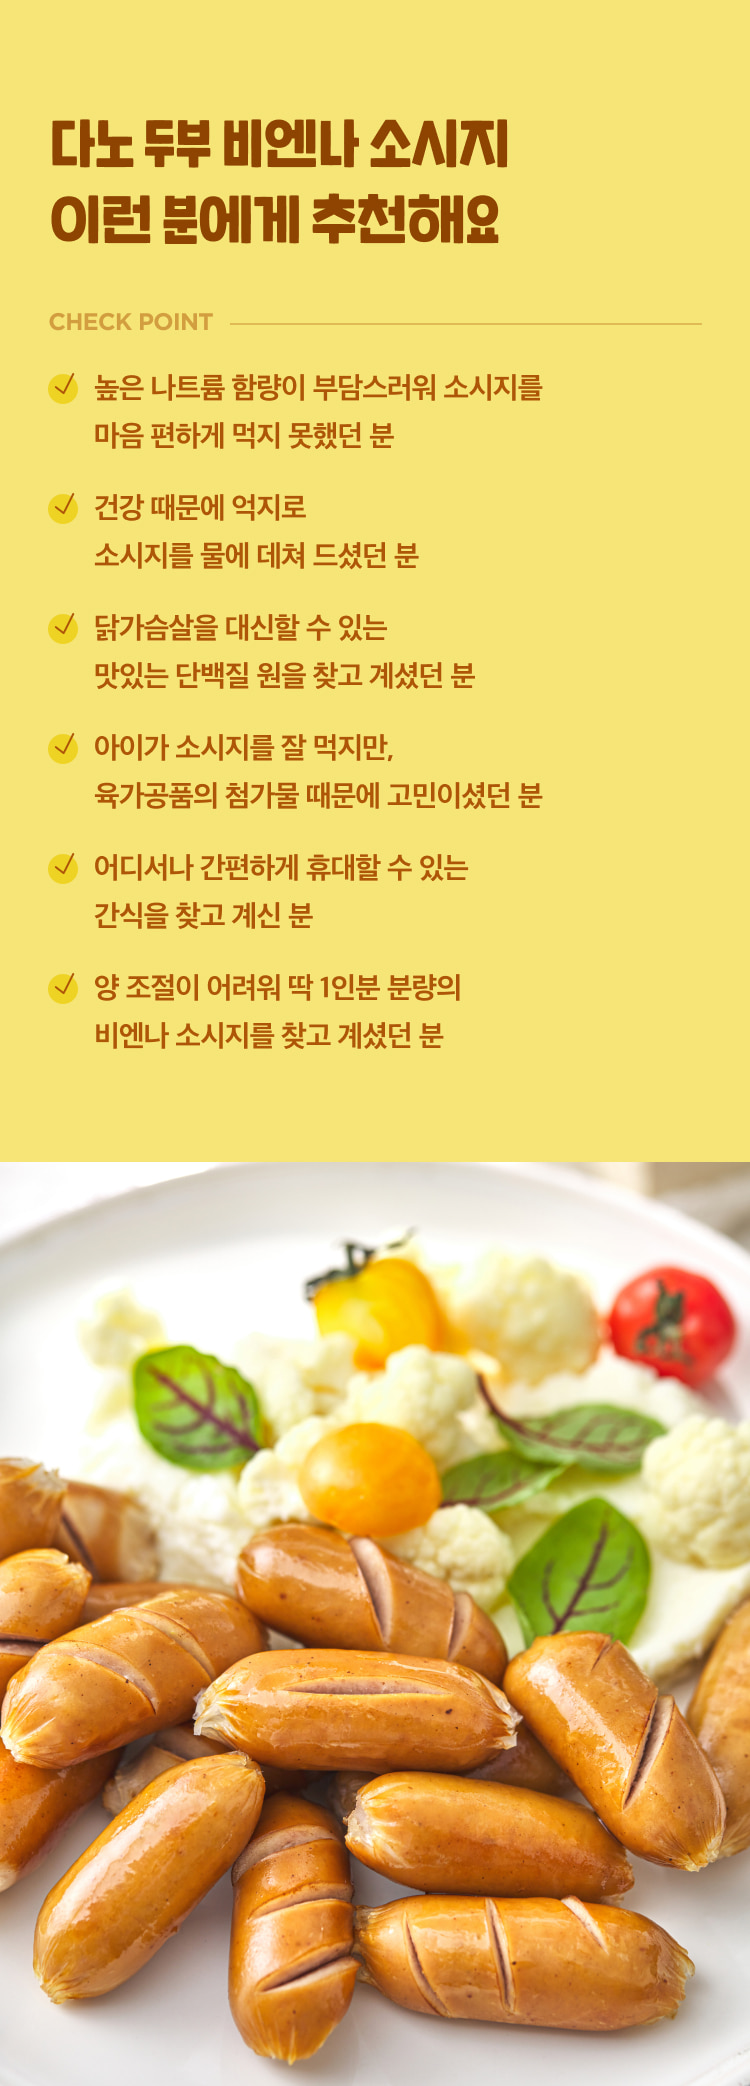 다노 두부 비엔나 소시지
이런 분에게 추천해요
CHECK POINT
높은 나트륨 함량이 부담스러워 소시지를
마음 편하게 먹지 못했던 분
건강 때문에 억지로
소시지를 물에 데쳐 드셨던 분
닭가슴살을 대신할 수 있는
맛있는 단백질 원을 찾고 계셨던 분
아이가 소시지를 잘 먹지만,
육가공품의 첨가물 때문에 고민이셨던 분
어디서나 간편하게 휴대할 수 있는
간식을 찾고 계신 분
양 조절이 어려워 딱 1인분 분량의
비엔나 소시지를 찾고 계셨던 분